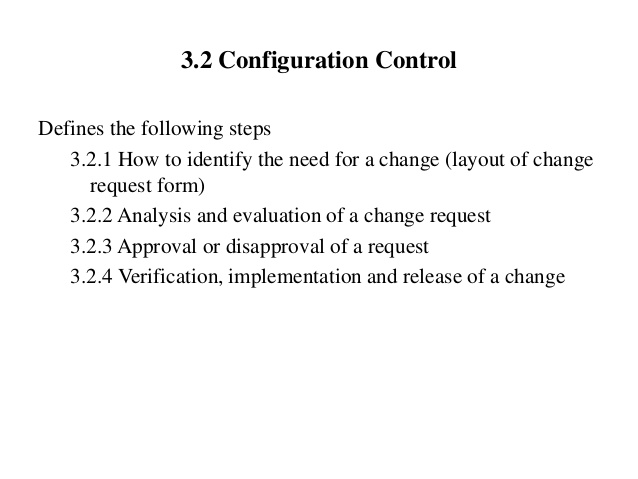 3.2 Configuration Control
Defines the following steps
3.2.1 How to identify the need for a change (layout of change
request form)
3.2.2 Analysis and evaluation of a change request
3.2.3 Approval or disapproval of a request
3.2.4 Verification, implementation and release of a change